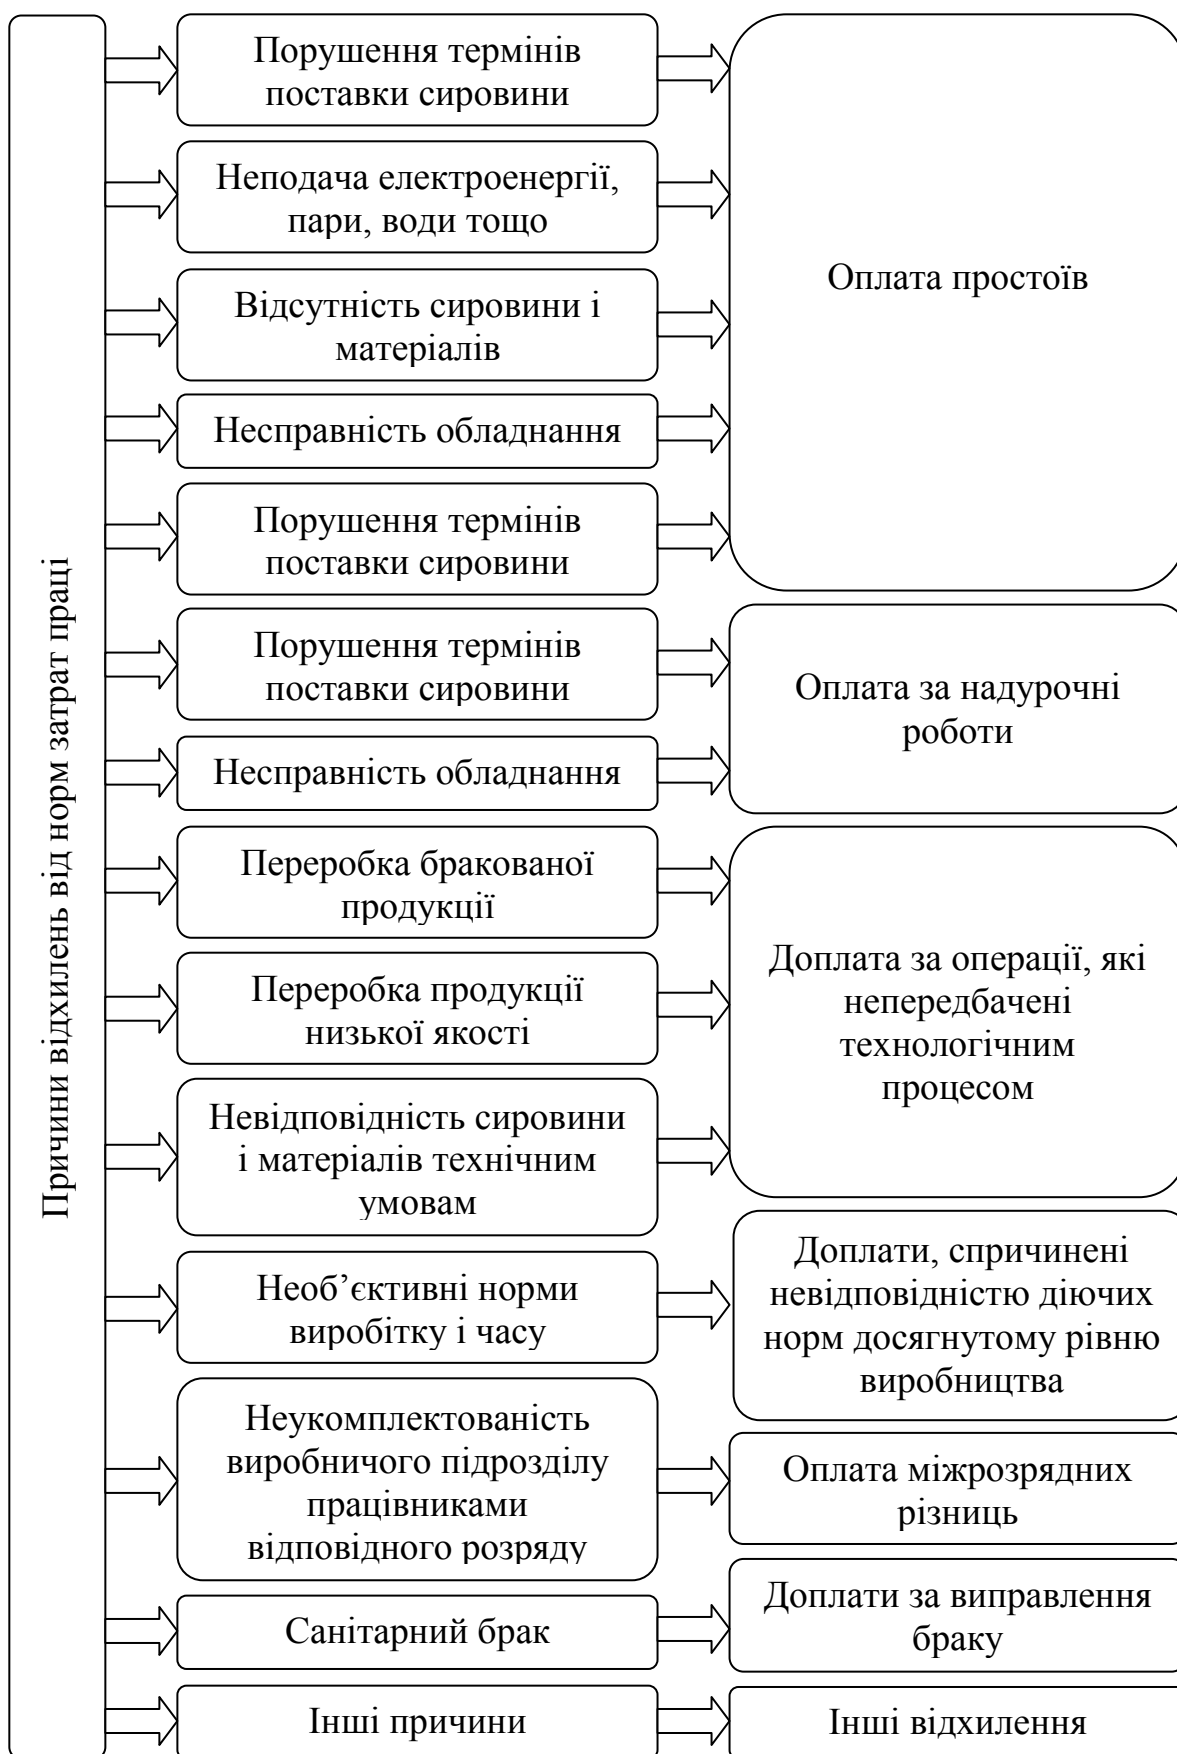 Причини відхилень від норм затрат праці
Порушення термінів
поставки сировини
Неподача електроенергії,
пари, води тощо
Відсутність сировини і
матеріалів
Несправність обладнання
Порушення термінів
поставки сировини
Оплата простоїв
Порушення термінів
поставки сировини
Несправність обладнання
Оплата за надурочні
роботи
Переробка бракованої
продукції
Переробка продукції
низької якості
Невідповідність сировини
і матеріалів технічним
умовам
Доплата за операції, які
непередбачені
технологічним
процесом
Необ’єктивні норми
виробітку і часу
Доплати, спричинені
невідповідністю діючих
норм досягнутому рівню
виробництва
Неукомплектованість
виробничого підрозділу
працівниками
відповідного розряду
Оплата міжрозрядних
різниць
Санітарний брак
Доплати за виправлення
браку
Інші причини
Інші відхилення